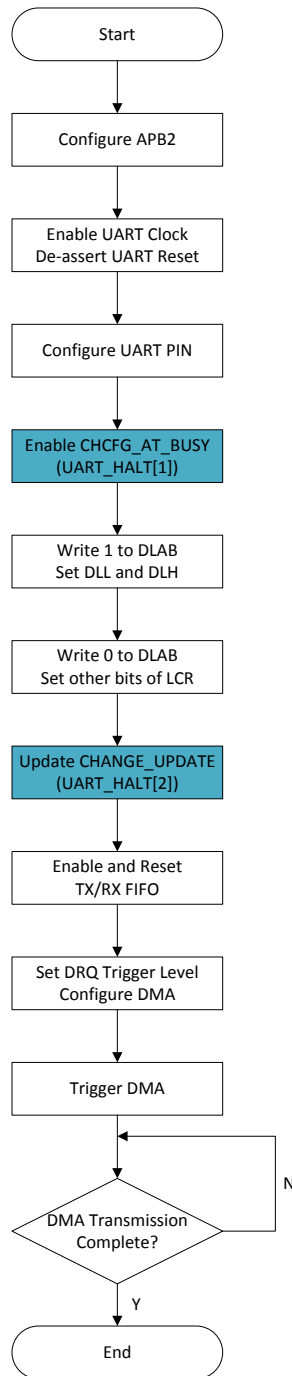 Start
Configure APB2
Enable UART Clock
De-assert UART Reset
Configure UART PIN
Enable CHCFG_AT_BUSY
(UART_HALT[1])
Write 1 to DLAB
Set DLL and DLH
Write 0 to DLAB
Set other bits of LCR
Update CHANGE_UPDATE
(UART_HALT[2])
Enable and Reset
TX/RX FIFO
Set DRQ Trigger Level
Configure DMA
Trigger DMA
N
DMA Transmission
Complete?
Y
End